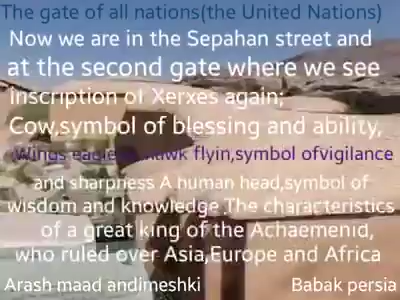 The gate of all nations(the United Nations)
Now we are in the Sepahan street and
at the second gate where we see
inscription of Xerxes again;
Cow,symbol of blessing and ability,
Wings eagle hawk flyin,symbol ofvigilance
and sharpness A human head,symbol of
wisdom and knowledge.The characteristics
of a great king of the Achaemenid,
who ruled over Asia,Europe and Africa
Arash maad andimeshki Babak persia